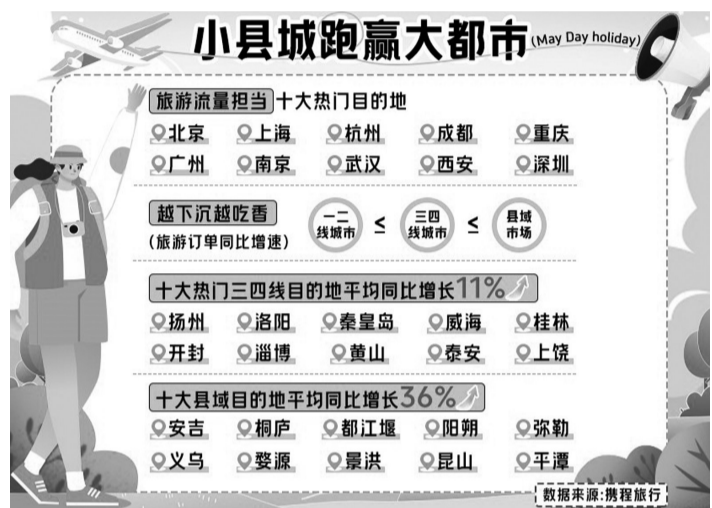 小县城跑赢大都市(May Day holiday)
旅游流量担当 十大热门目的地
北京 上海 杭州 成都 重庆
广州 南京 武汉 西安 深圳
越下沉越吃香
(旅游订单同比增速)
一二线城市 ≤ 三四线城市 ≤ 县域市场
十大热门三四线目的地平均同比增长11%
扬州 洛阳 秦皇岛 威海 桂林
开封 淄博 黄山 泰安 上饶
十大县域目的地平均同比增长36%
安吉 桐庐 都江堰 阳朔 弥勒
义乌 婺源 景洪 昆山 平潭
数据来源:携程旅行